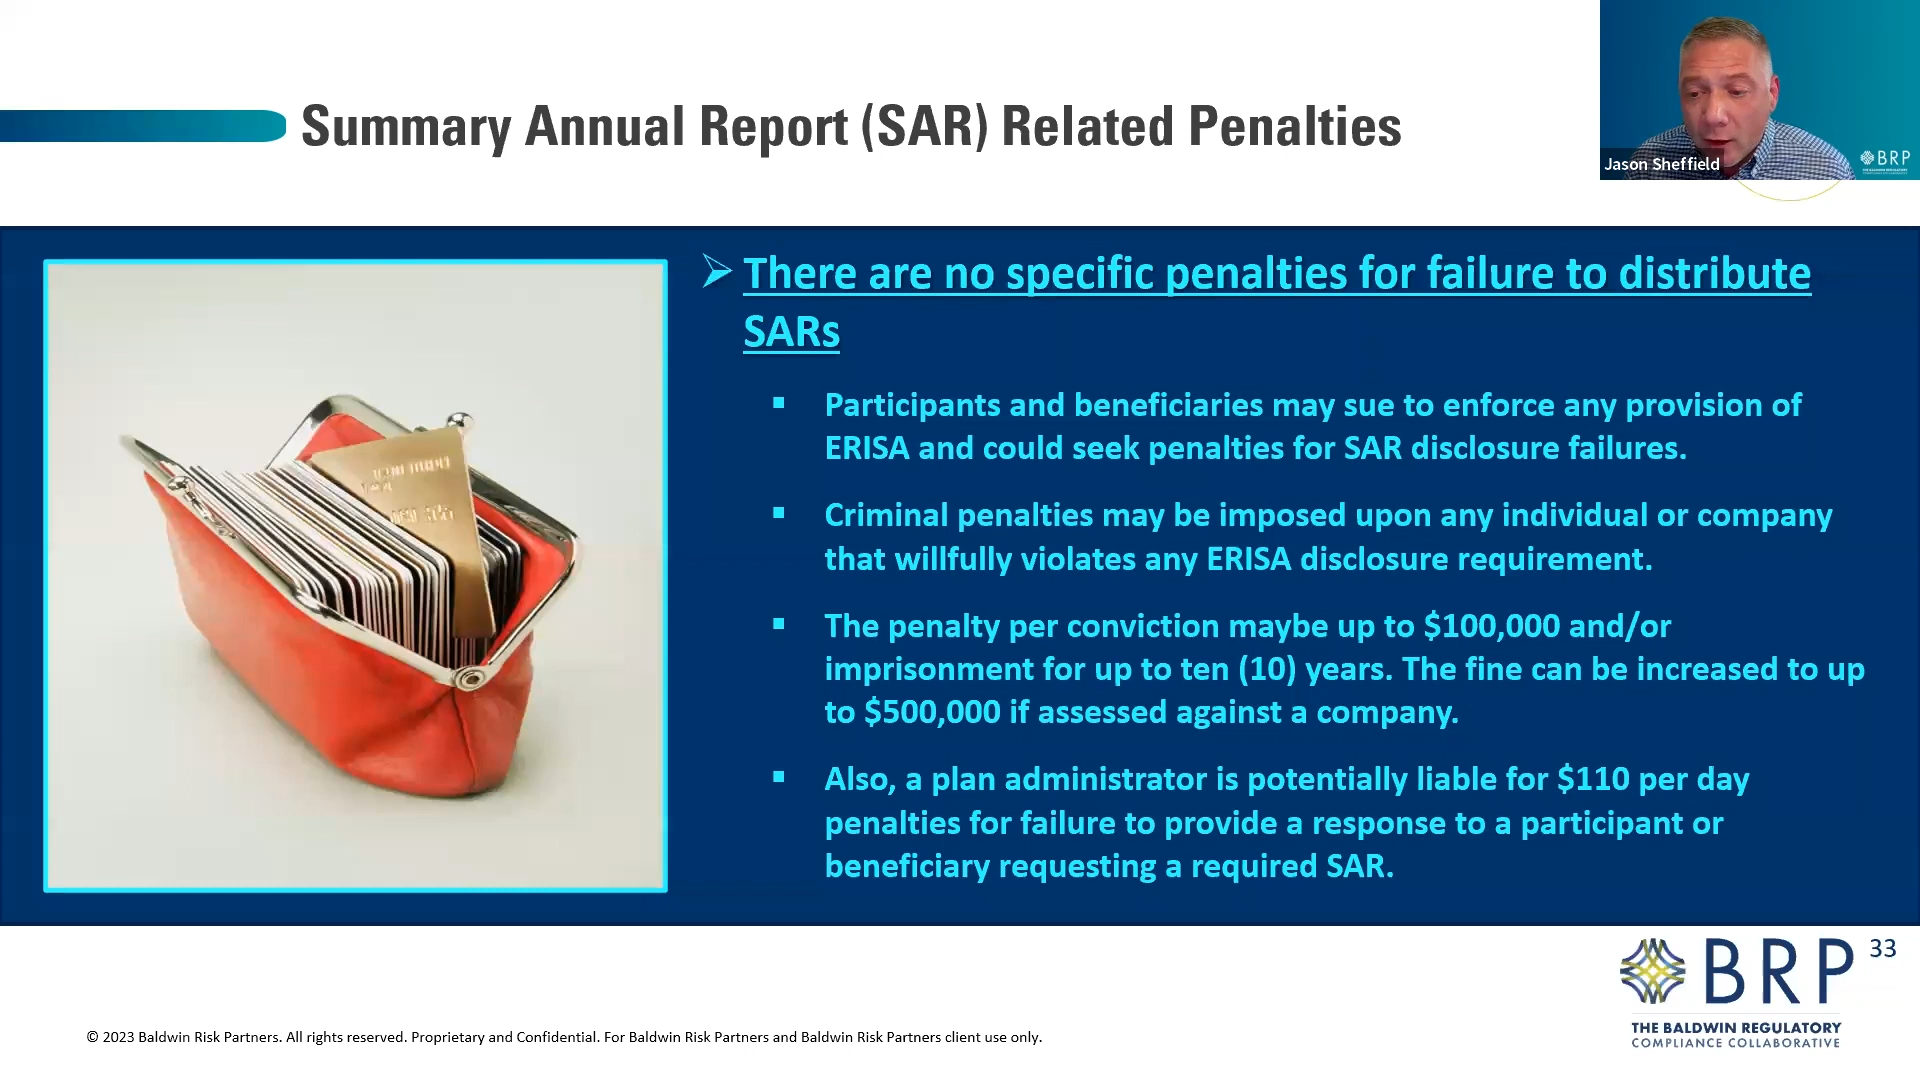 Summary Annual Report (SAR) Related Penalties
Jason Sheffield
BRP
There are no specific penalties for failure to distribute
SARs
Participants and beneficiaries may sue to enforce any provision of
ERISA and could seek penalties for SAR disclosure failures.
Criminal penalties may be imposed upon any individual or company
that willfully violates any ERISA disclosure requirement.
The penalty per conviction maybe up to $100,000 and/or
imprisonment for up to ten (10) years. The fine can be increased to up
to $500,000 if assessed against a company.
Also, a plan administrator is potentially liable for $110 per day
penalties for failure to provide a response to a participant or
beneficiary requesting a required SAR.
BRP
33
THE BALDWIN REGULATORY
COMPLIANCE COLLABORATIVE
© 2023 Baldwin Risk Partners. All rights reserved. Proprietary and Confidential. For Baldwin Risk Partners and Baldwin Risk Partners client use only.